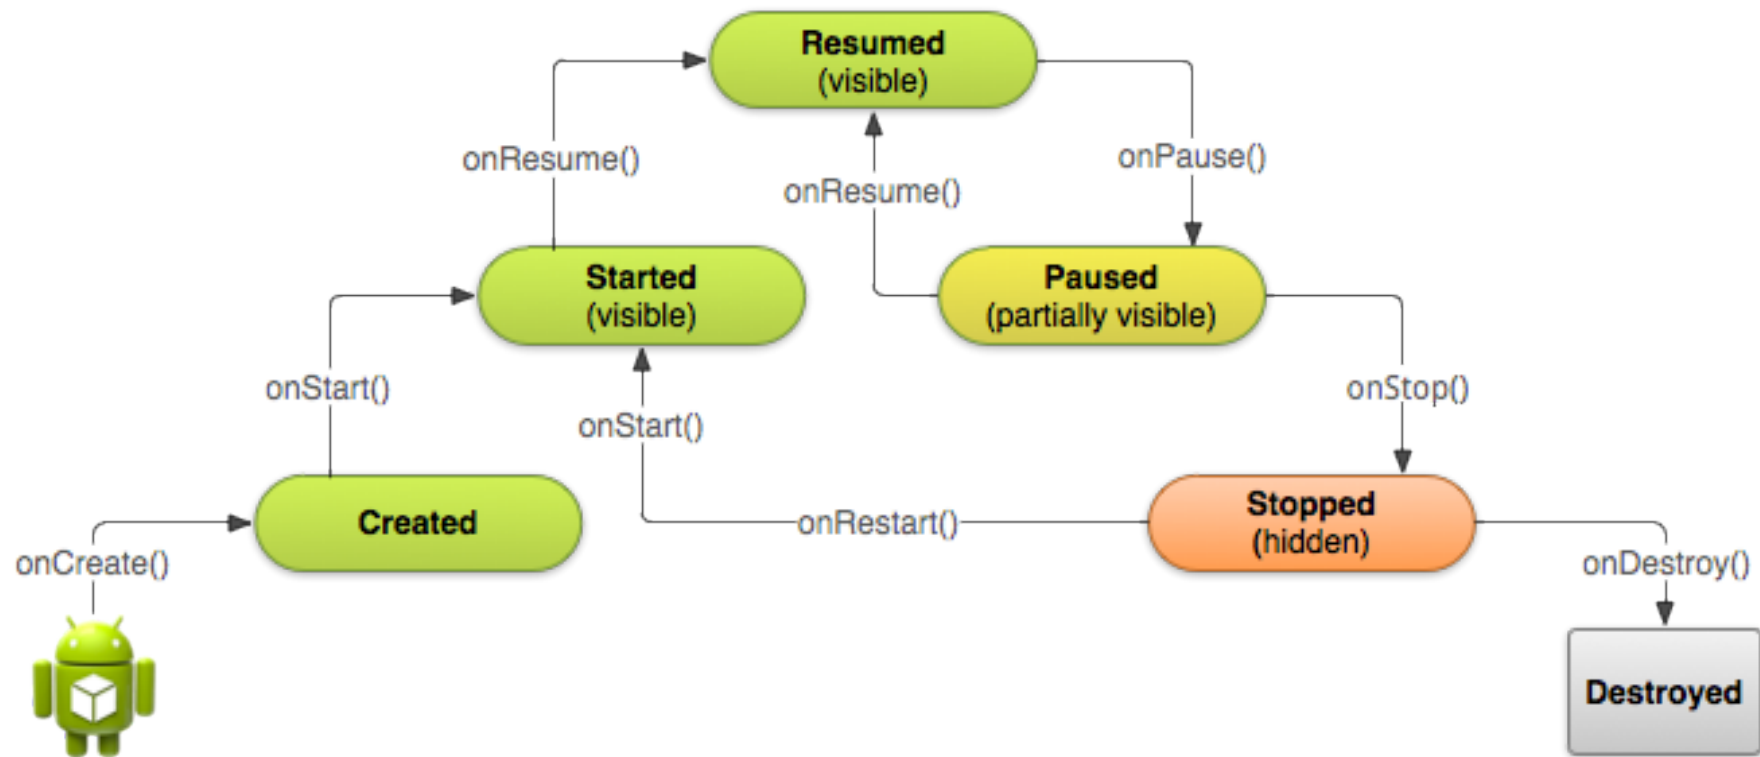 Resumed
(visible)
onResume()
onPause()
onResume()
Started
(visible)
Paused
(partially visible)
onStart()
onStop()
onStart()
Created
onRestart()
Stopped
(hidden)
onCreate()
onDestroy()
Destroyed